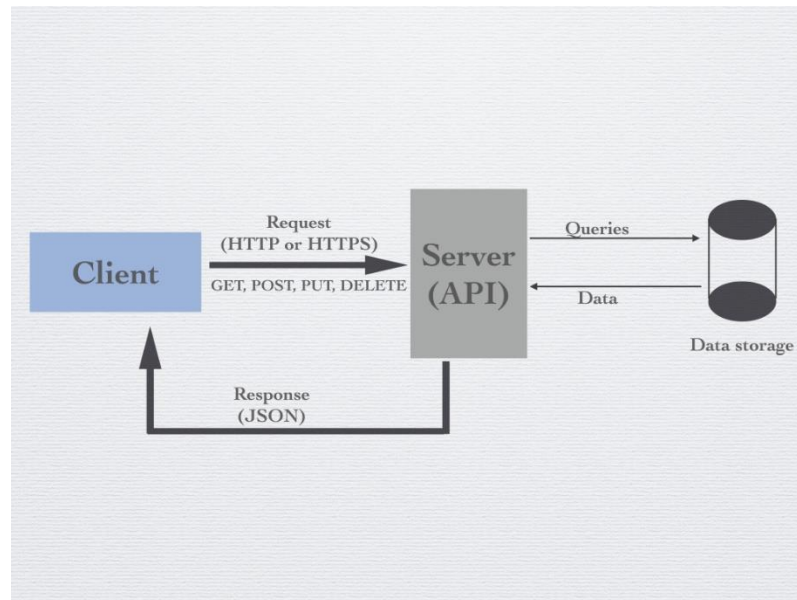 Client
Request
(HTTP or HTTPS)
GET, POST, PUT, DELETE
Server
(API)
Queries
Data
Data storage
Response
(JSON)